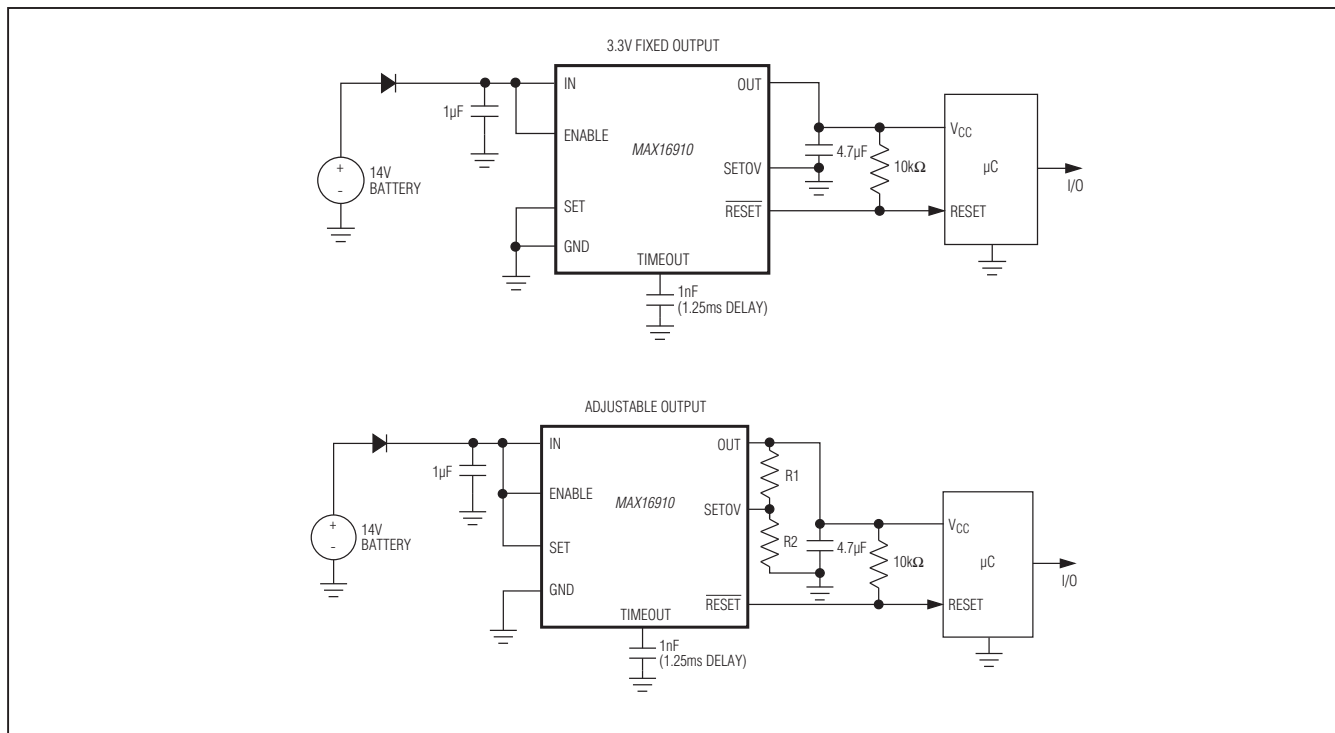 3.3V FIXED OUTPUT
IN
OUT
1µF
ENABLE
MAX16910
VCC
4.7µF
10kΩ
µC
SETOV
+
-
14V
BATTERY
I/O
SET
RESET
RESET
GND
TIMEOUT
1nF
(1.25ms DELAY)
ADJUSTABLE OUTPUT
IN
OUT
1µF
R1
ENABLE
MAX16910
SETOV
VCC
+
-
14V
BATTERY
SET
R2
4.7µF
10kΩ
µC
I/O
GND
RESET
RESET
TIMEOUT
1nF
(1.25ms DELAY)